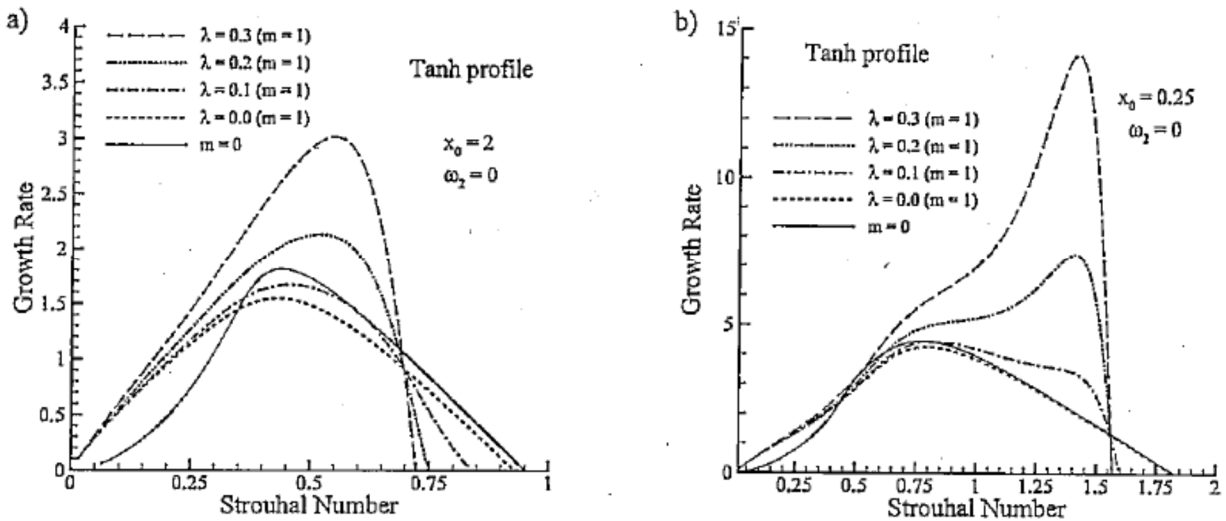 a)
λ = 0.3 (m = 1)
λ = 0.2 (m = 1)
λ = 0.1 (m = 1)
λ = 0.0 (m = 1)
m = 0
Tanh profile
x₀ = 2
ω₂ = 0
Growth Rate
4
3.5
3
2.5
2
1.5
1
0.5
0
0 0.25 0.5 0.75 1
Strouhal Number
b)
Tanh profile
x₀ = 0.25
ω₂ = 0
λ = 0.3 (m = 1)
λ = 0.2 (m = 1)
λ = 0.1 (m = 1)
λ = 0.0 (m = 1)
m = 0
Growth Rate
15
10
5
0
0.25 0.5 0.75 1 1.25 1.5 1.75 2
Strouhal Number